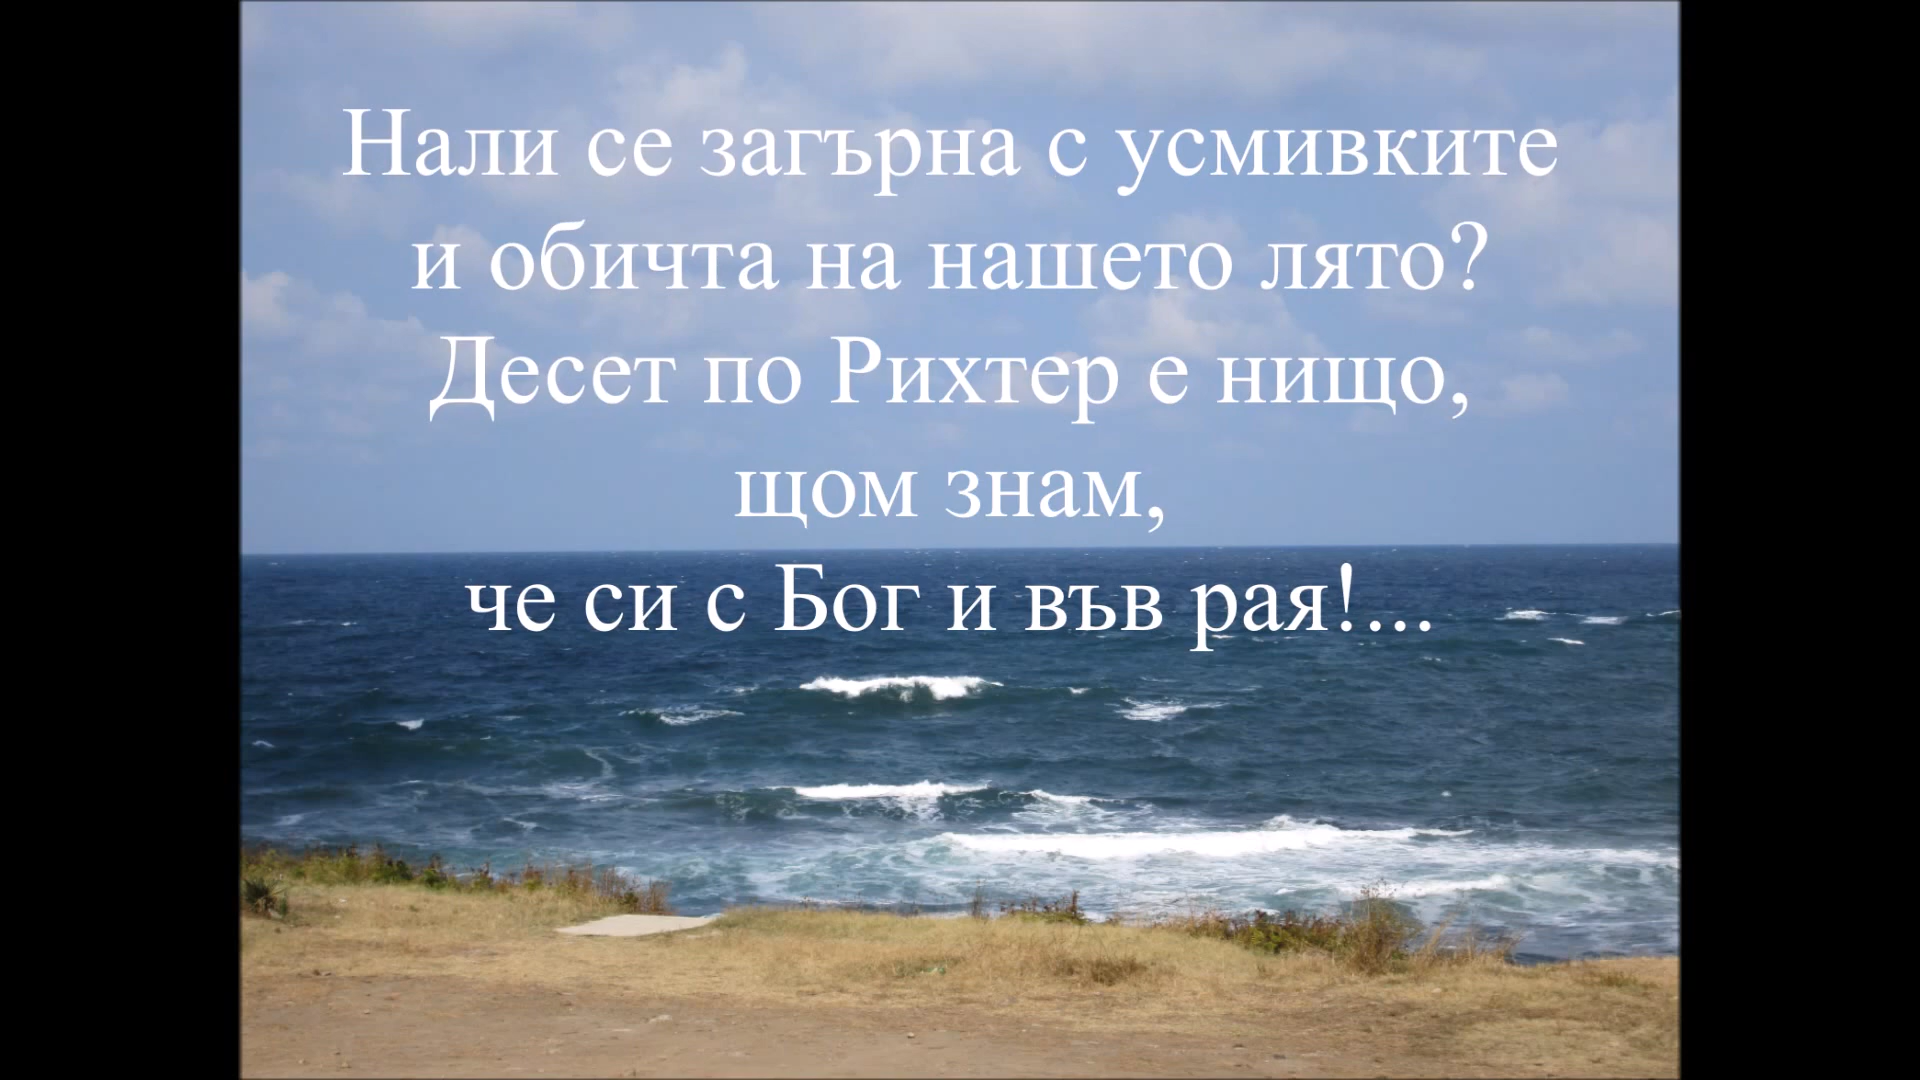 Нали се загърна с усмивките
и обичта на нашето лято?
Десет по Рихтер е нищо,
щом знам,
че си с Бог и във рая!...